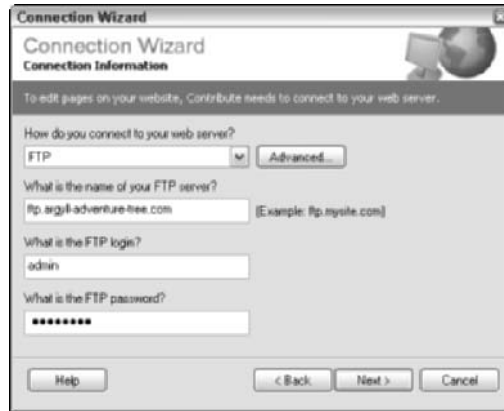 Connection Wizard
Connection Wizard
Connection Information
To edit pages on your website, Contribute needs to connect to your web server.
How do you connect to your web server?
FTP
Advanced...
What is the name of your FTP server?
ftp.argyll-adventure-tree.com
(Example: ftp.mysite.com)
What is the FTP login?
admin
What is the FTP password?
••••••••
Help
< Back
Next >
Cancel